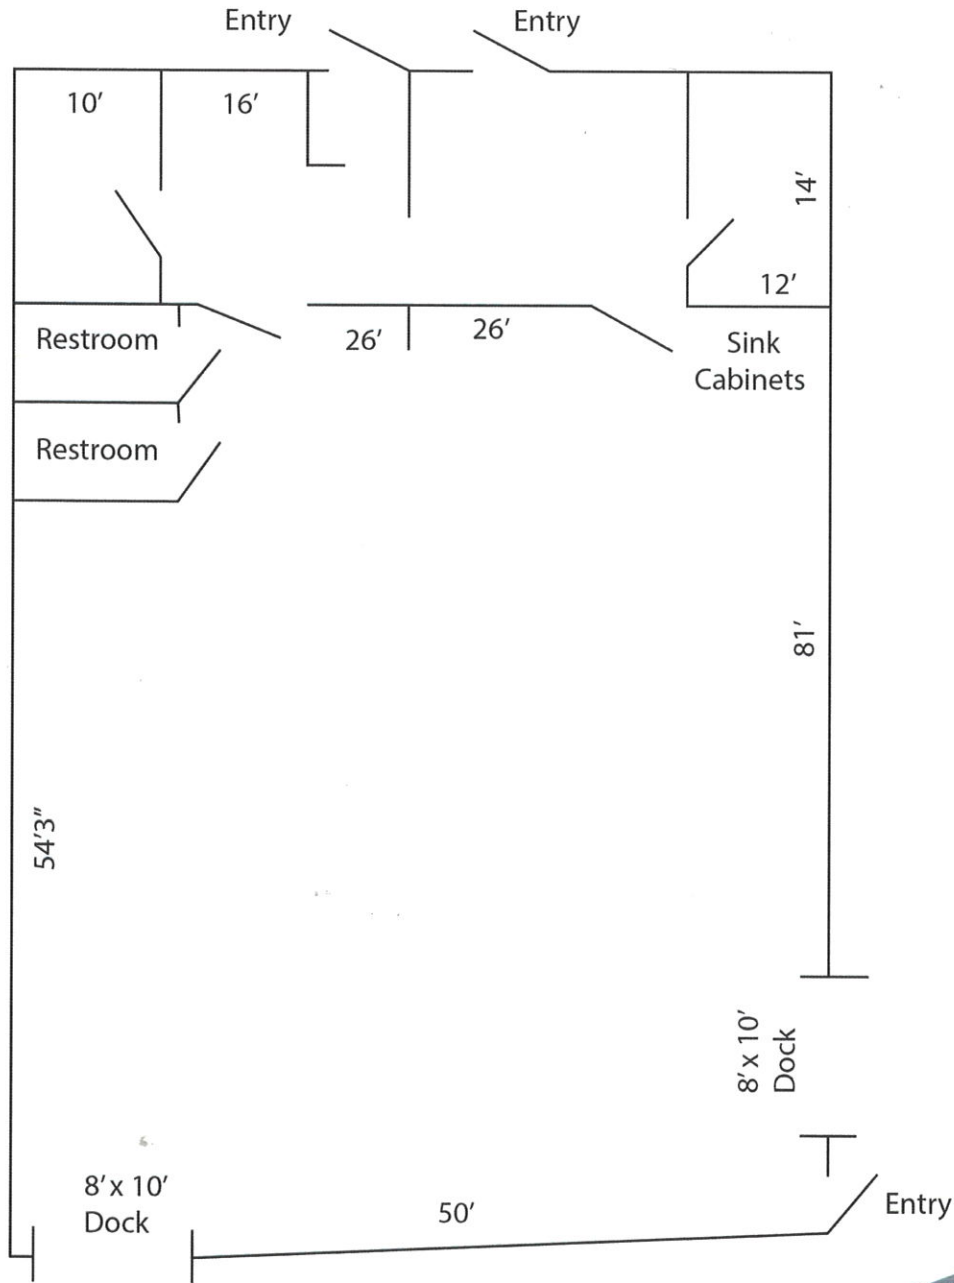 Entry
Entry
10'
16'
14'
12'
Restroom
26'
26'
Sink
Cabinets
Restroom
81'
54'3"
8' x 10'
Dock
8' x 10'
Dock
50'
Entry